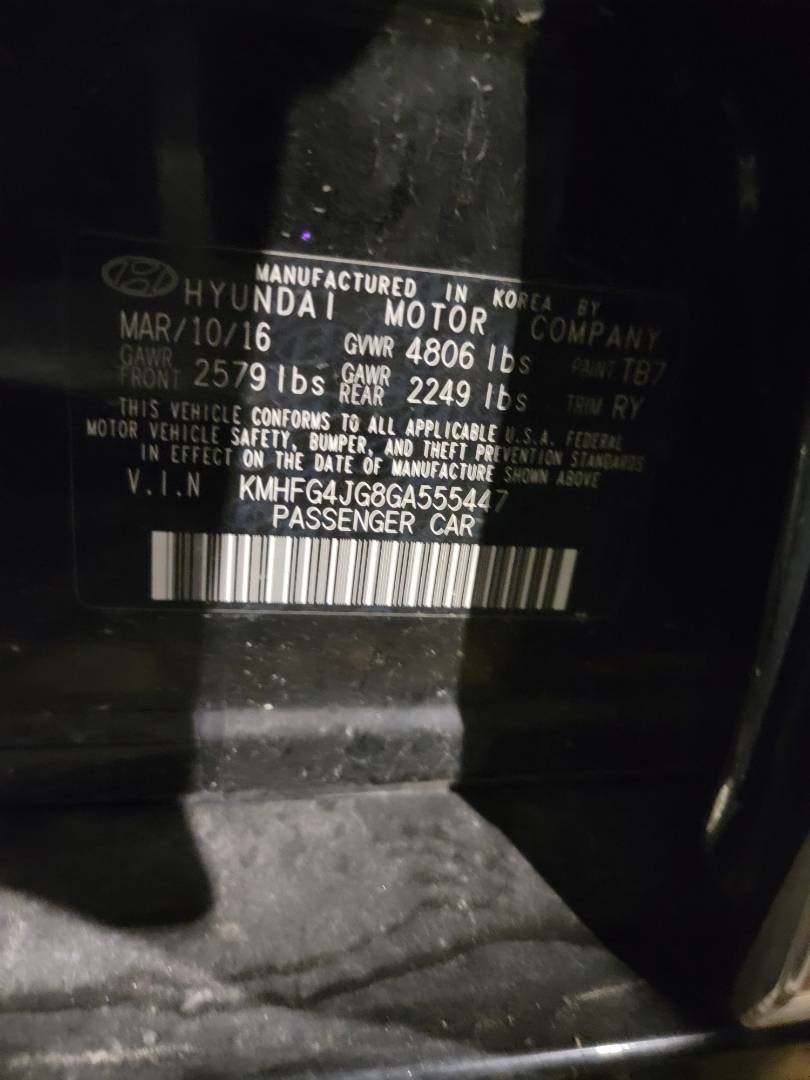 MANUFACTURED IN KOREA BY
HYUNDAI MOTOR COMPANY
MAR/10/16 GVWR 4806 lbs PAINT TB7
GAWR FRONT 2579 lbs GAWR REAR 2249 lbs TRIM RY
THIS VEHICLE CONFORMS TO ALL APPLICABLE U.S.A. FEDERAL
MOTOR VEHICLE SAFETY, BUMPER, AND THEFT PREVENTION STANDARDS
IN EFFECT ON THE DATE OF MANUFACTURE SHOWN ABOVE
V.I.N KMHFG4JG8GA555447
PASSENGER CAR